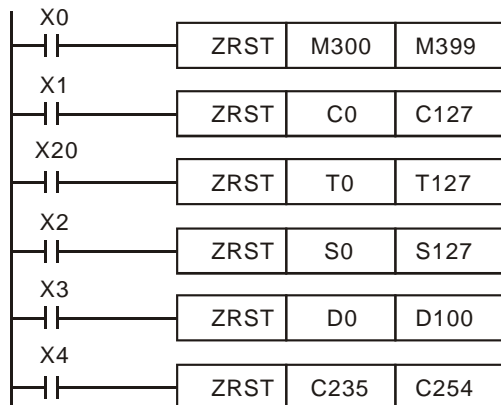 X0
ZRST M300 M399
X1
ZRST C0 C127
X20
ZRST T0 T127
X2
ZRST S0 S127
X3
ZRST D0 D100
X4
ZRST C235 C254